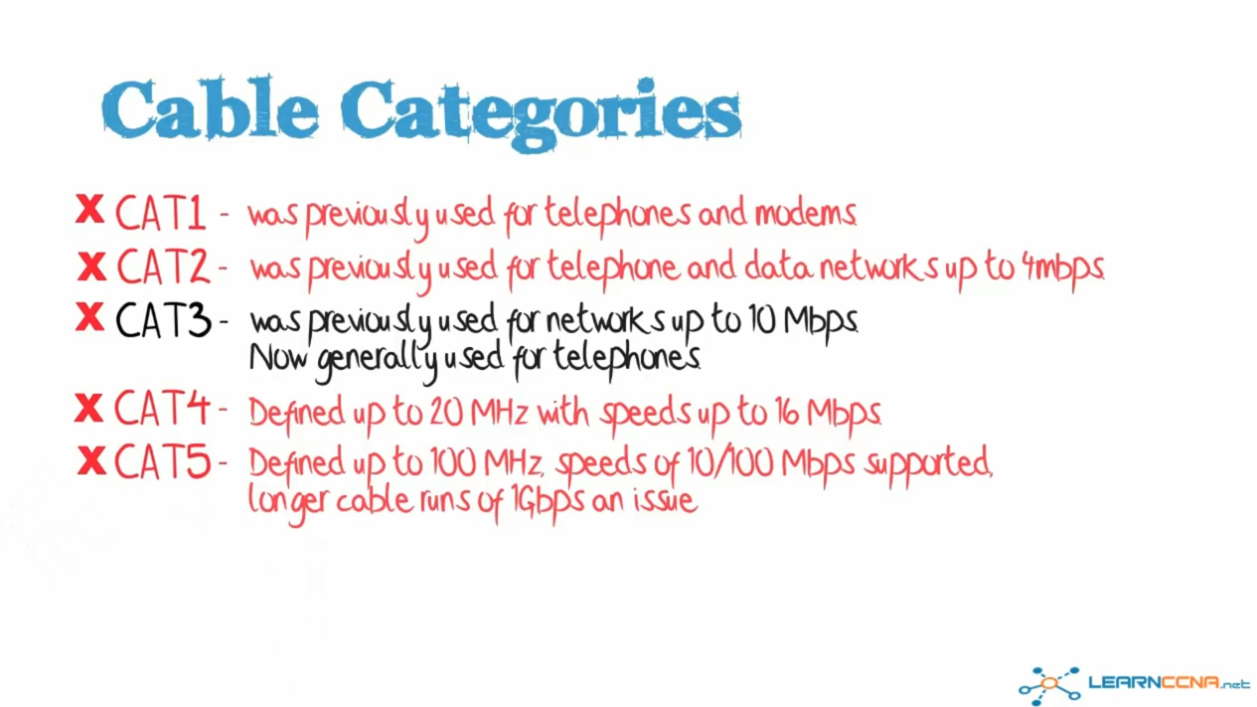 Cable Categories
X CAT1 - was previously used for telephones and modems.
X CAT2 - was previously used for telephone and data networks up to 4mbps.
X CAT3 - was previously used for networks up to 10 Mbps.
Now generally used for telephones.
X CAT4 - Defined up to 20 MHz with speeds up to 16 Mbps.
X CAT5 - Defined up to 100 MHz, speeds of 10/100 Mbps supported,
longer cable runs of 1Gbps an issue.
LEARNCCNA.net